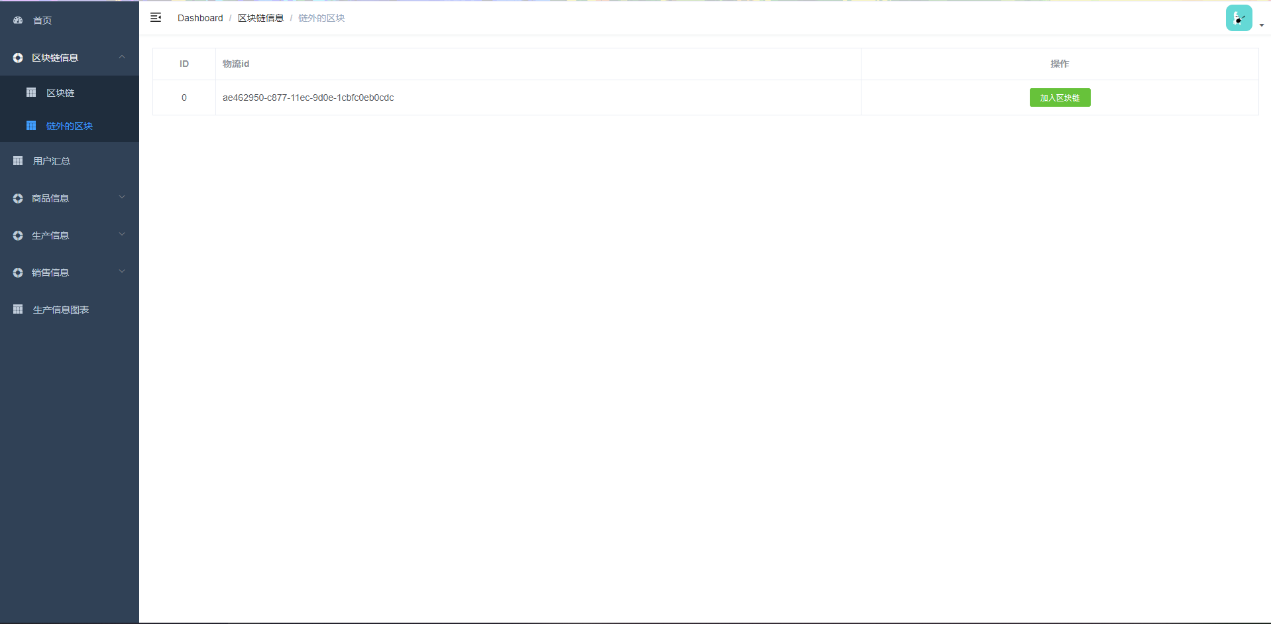 首页
区块链信息
区块链
链外的区块
用户汇总
商品信息
生产信息
销售信息
生产信息图表
Dashboard / 区块链信息 / 链外的区块
ID 物流id 操作
0 ae462950-c877-11ec-9d0e-1cbfc0eb0cdc 加入区块链